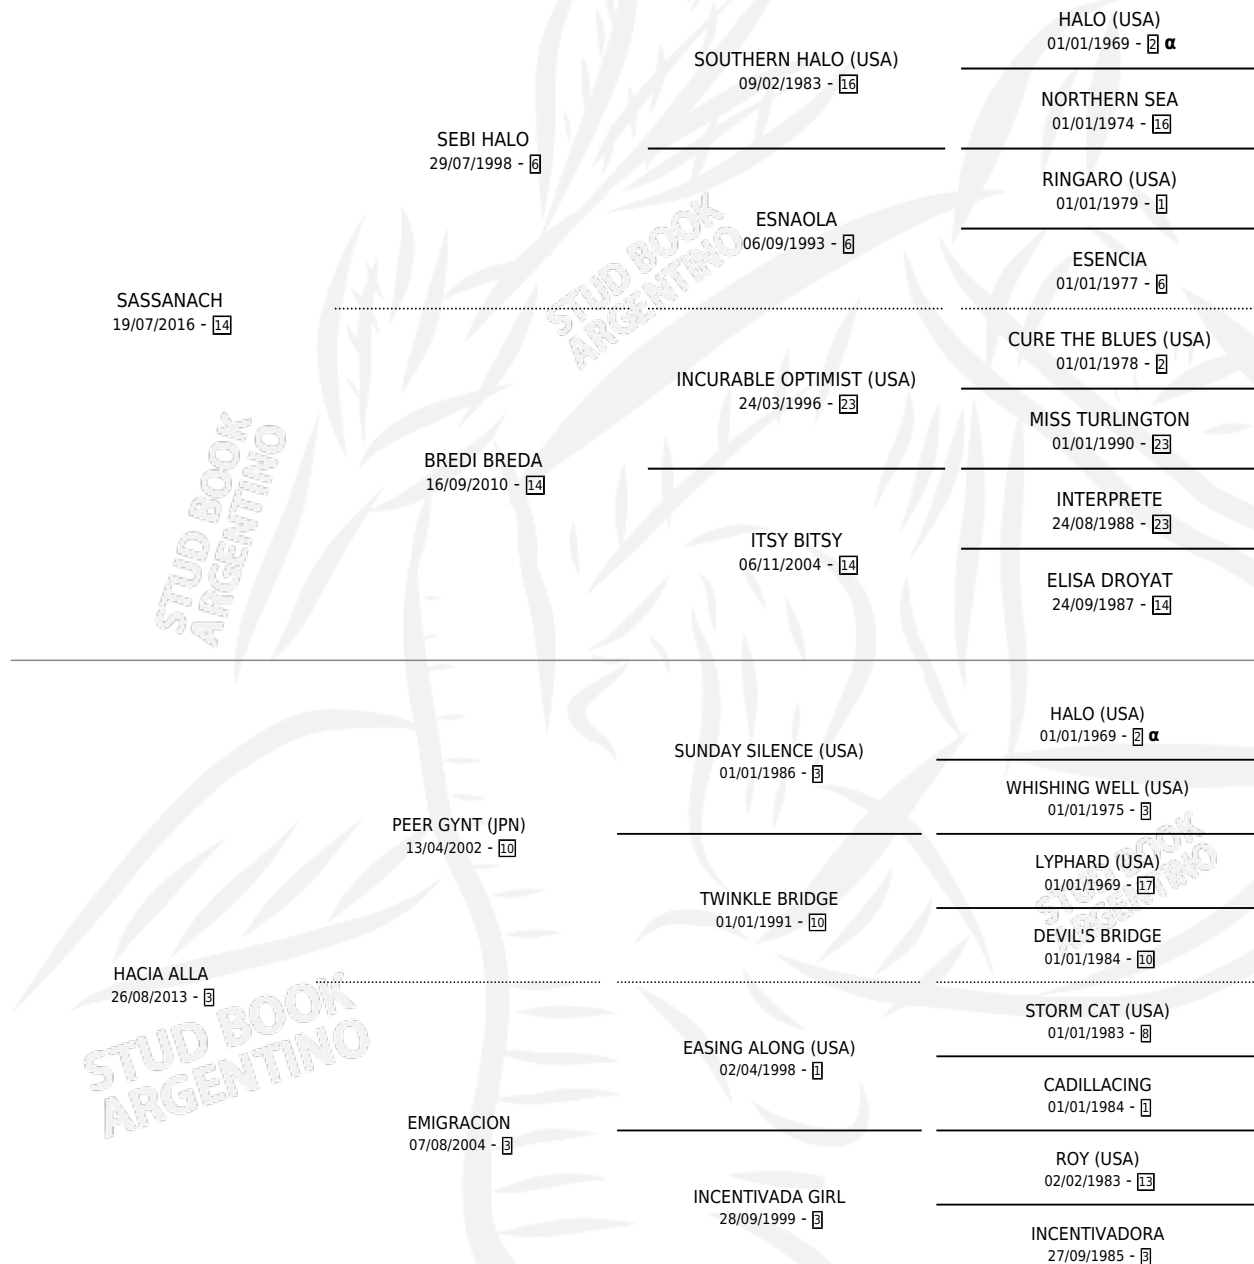 HALO (USA)
01/01/1969 - 2 α
SOUTHERN HALO (USA)
09/02/1983 - 16
NORTHERN SEA
01/01/1974 - 16
SEBI HALO
29/07/1998 - 6
RINGARO (USA)
01/01/1979 - 1
ESNAOLA
06/09/1993 - 6
ESENCIA
01/01/1977 - 6
SASSANACH
19/07/2016 - 14
CURE THE BLUES (USA)
01/01/1978 - 2
INCURABLE OPTIMIST (USA)
24/03/1996 - 23
MISS TURLINGTON
01/01/1990 - 23
BREDI BREDA
16/09/2010 - 14
INTERPRETE
24/08/1988 - 23
ITSY BITSY
06/11/2004 - 14
ELISA DROYAT
24/09/1987 - 14
HALO (USA)
01/01/1969 - 2 α
SUNDAY SILENCE (USA)
01/01/1986 - 3
WHISHING WELL (USA)
01/01/1975 - 3
PEER GYNT (JPN)
13/04/2002 - 10
LYPHARD (USA)
01/01/1969 - 17
TWINKLE BRIDGE
01/01/1991 - 10
DEVIL'S BRIDGE
01/01/1984 - 10
HACIA ALLA
26/08/2013 - 3
STORM CAT (USA)
01/01/1983 - 8
EASING ALONG (USA)
02/04/1998 - 1
CADILLACING
01/01/1984 - 1
EMIGRACION
07/08/2004 - 3
ROY (USA)
02/02/1983 - 13
INCENTIVADA GIRL
28/09/1999 - 3
INCENTIVADORA
27/09/1985 - 3
STUD BOOK
ARGENTINO
STUD BOOK
ARGENTINO
STUD BOOK
ARGENTINO
STUD BOOK
ARGENTINO